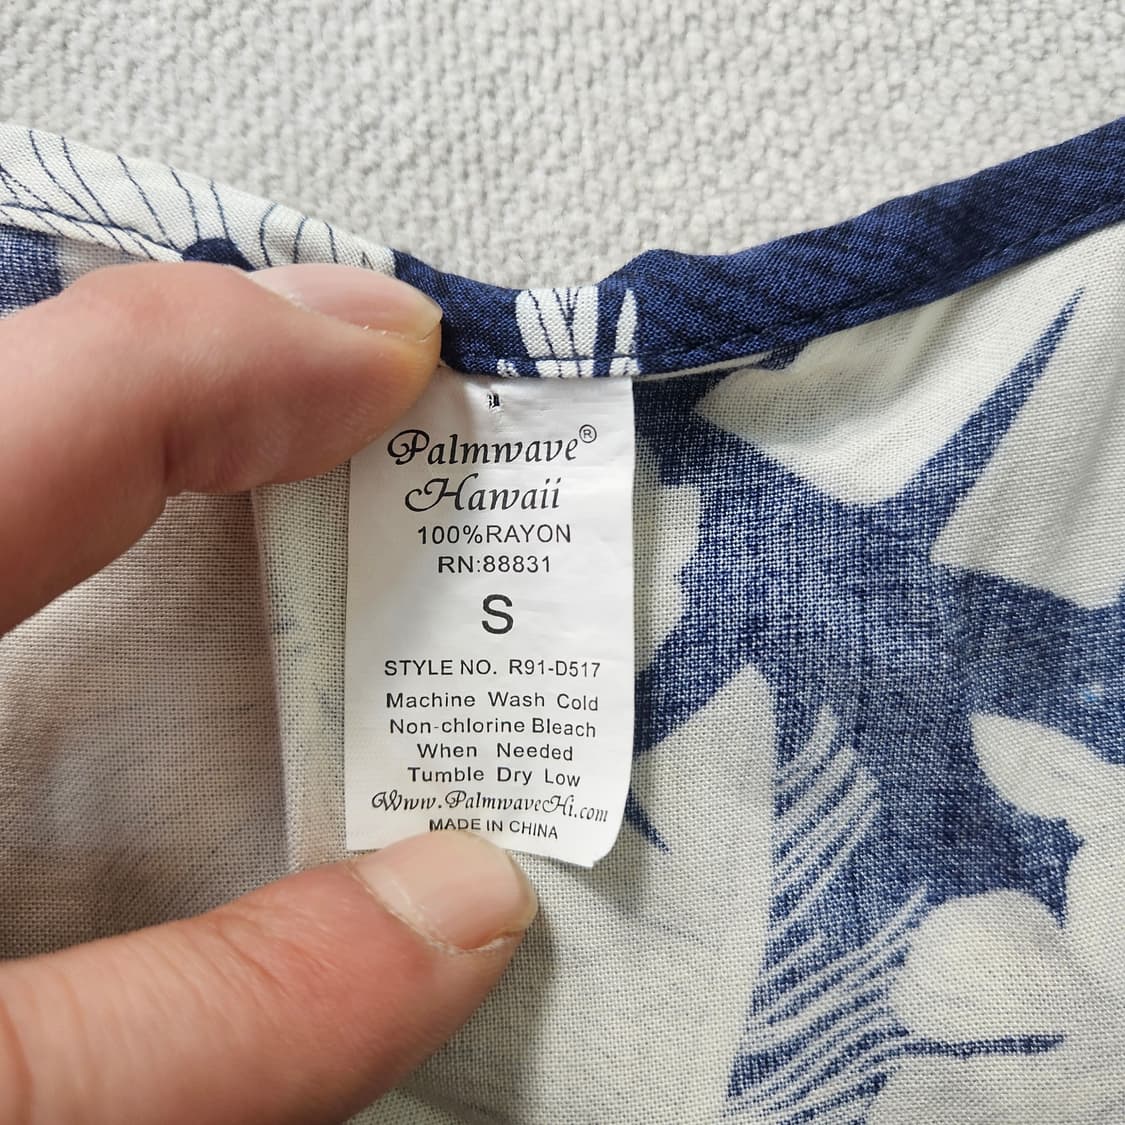 Palmwave®
Hawaii
100%RAYON
RN:88831
S
STYLE NO. R91-D517
Machine Wash Cold
Non-chlorine Bleach
When Needed
Tumble Dry Low
Www.PalmwaveHi.com
MADE IN CHINA